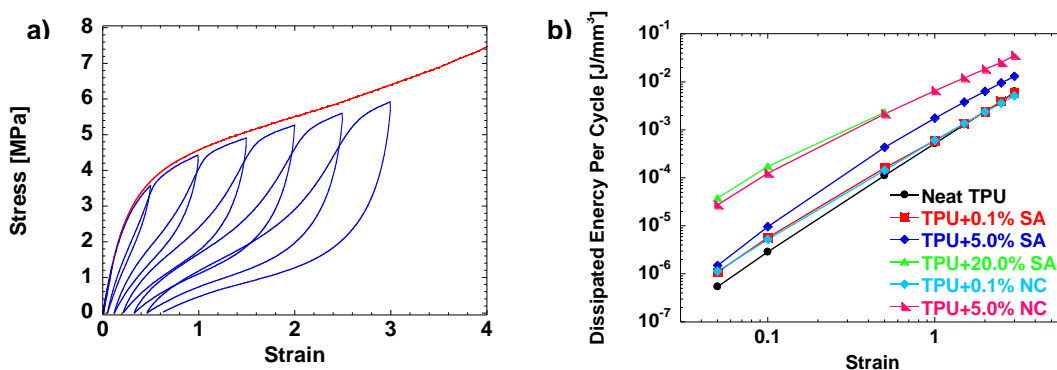 a)
8
7
6
5
4
3
2
1
0
Stress [MPa]
0 1 2 3 4
Strain
b)
Dissipated Energy Per Cycle [J/mm³]
10⁻¹
10⁻²
10⁻³
10⁻⁴
10⁻⁵
10⁻⁶
10⁻⁷
Neat TPU
TPU+0.1% SA
TPU+5.0% SA
TPU+20.0% SA
TPU+0.1% NC
TPU+5.0% NC
0.1 1
Strain